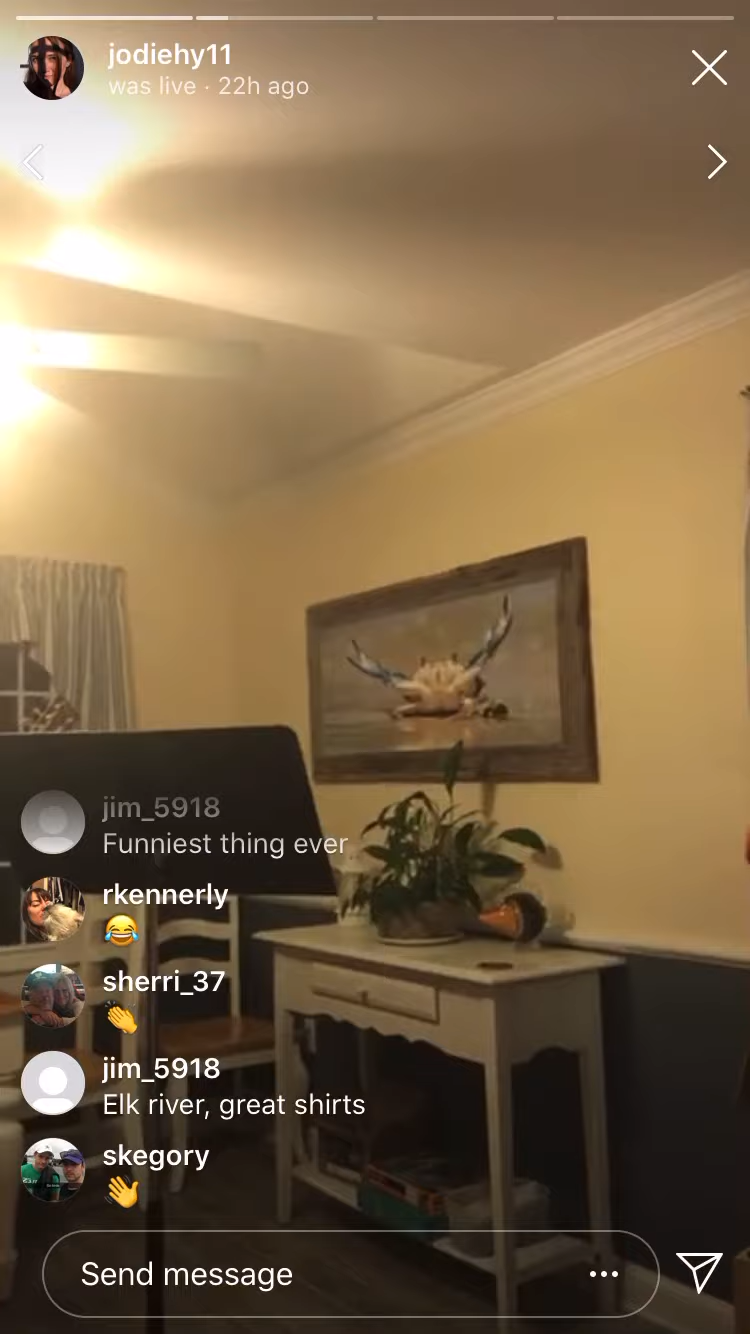 jodiehy11
was live · 22h ago
jim_5918
Funniest thing ever
rkennerly
😂
sherri_37
👏
jim_5918
Elk river, great shirts
skegory
👋
Send message